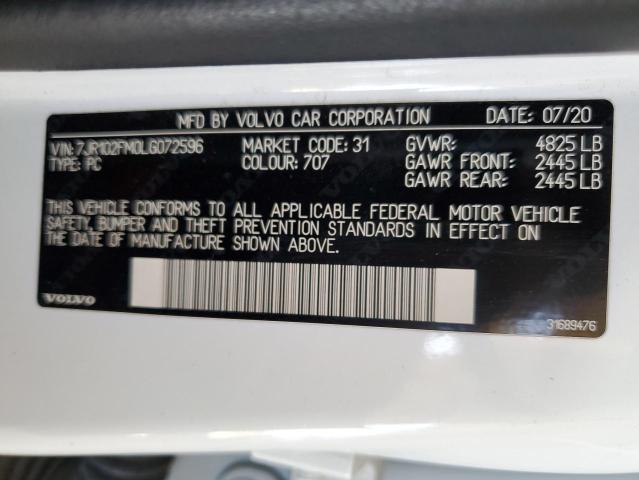 MFD BY VOLVO CAR CORPORATION DATE: 07/20
VIN: 7JR102FM0LG072596 MARKET CODE: 31 GVWR: 4825 LB
TYPE: PC COLOUR: 707 GAWR FRONT: 2445 LB
GAWR REAR: 2445 LB
THIS VEHICLE CONFORMS TO ALL APPLICABLE FEDERAL MOTOR VEHICLE
SAFETY, BUMPER AND THEFT PREVENTION STANDARDS IN EFFECT ON
THE DATE OF MANUFACTURE SHOWN ABOVE.
VOLVO 31689476